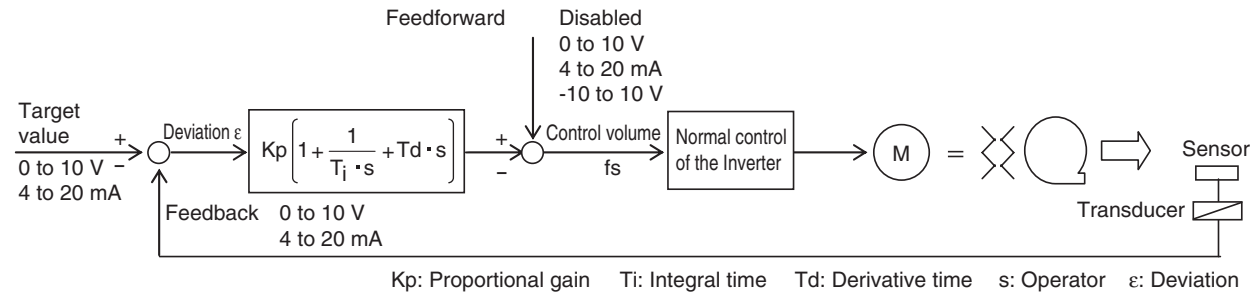 Feedforward
Disabled
0 to 10 V
4 to 20 mA
-10 to 10 V
Target
value
+
−
0 to 10 V
4 to 20 mA
Deviation ε
Kp(1+ 1/(Ti・s) +Td・s)
+
−
Control volume
fs
Normal control
of the Inverter
M
=
Sensor
Transducer
Feedback 0 to 10 V
4 to 20 mA
Kp: Proportional gain Ti: Integral time Td: Derivative time s: Operator ε: Deviation